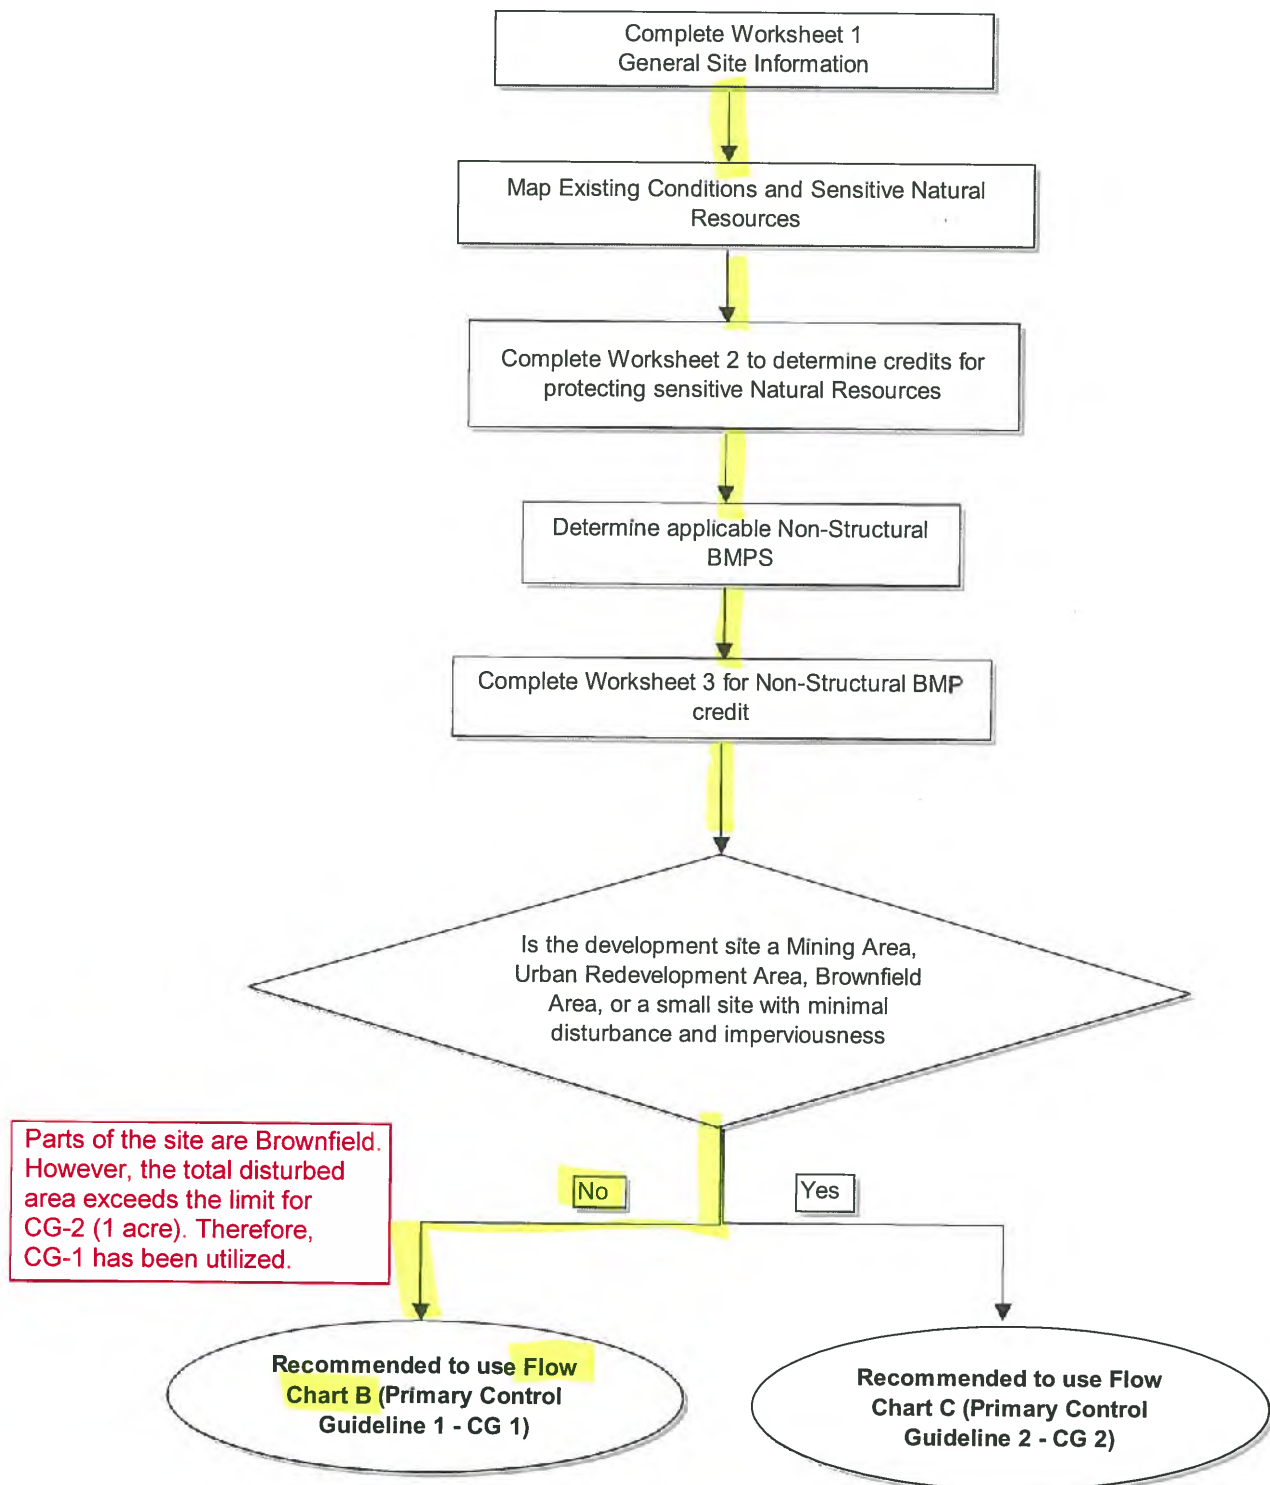 Complete Worksheet 1
General Site Information
Map Existing Conditions and Sensitive Natural
Resources
Complete Worksheet 2 to determine credits for
protecting sensitive Natural Resources
Determine applicable Non-Structural
BMPS
Complete Worksheet 3 for Non-Structural BMP
credit
Is the development site a Mining Area,
Urban Redevelopment Area, Brownfield
Area, or a small site with minimal
disturbance and imperviousness
Parts of the site are Brownfield.
However, the total disturbed
area exceeds the limit for
CG-2 (1 acre). Therefore,
CG-1 has been utilized.
No
Yes
Recommended to use Flow
Chart B (Primary Control
Guideline 1 - CG 1)
Recommended to use Flow
Chart C (Primary Control
Guideline 2 - CG 2)